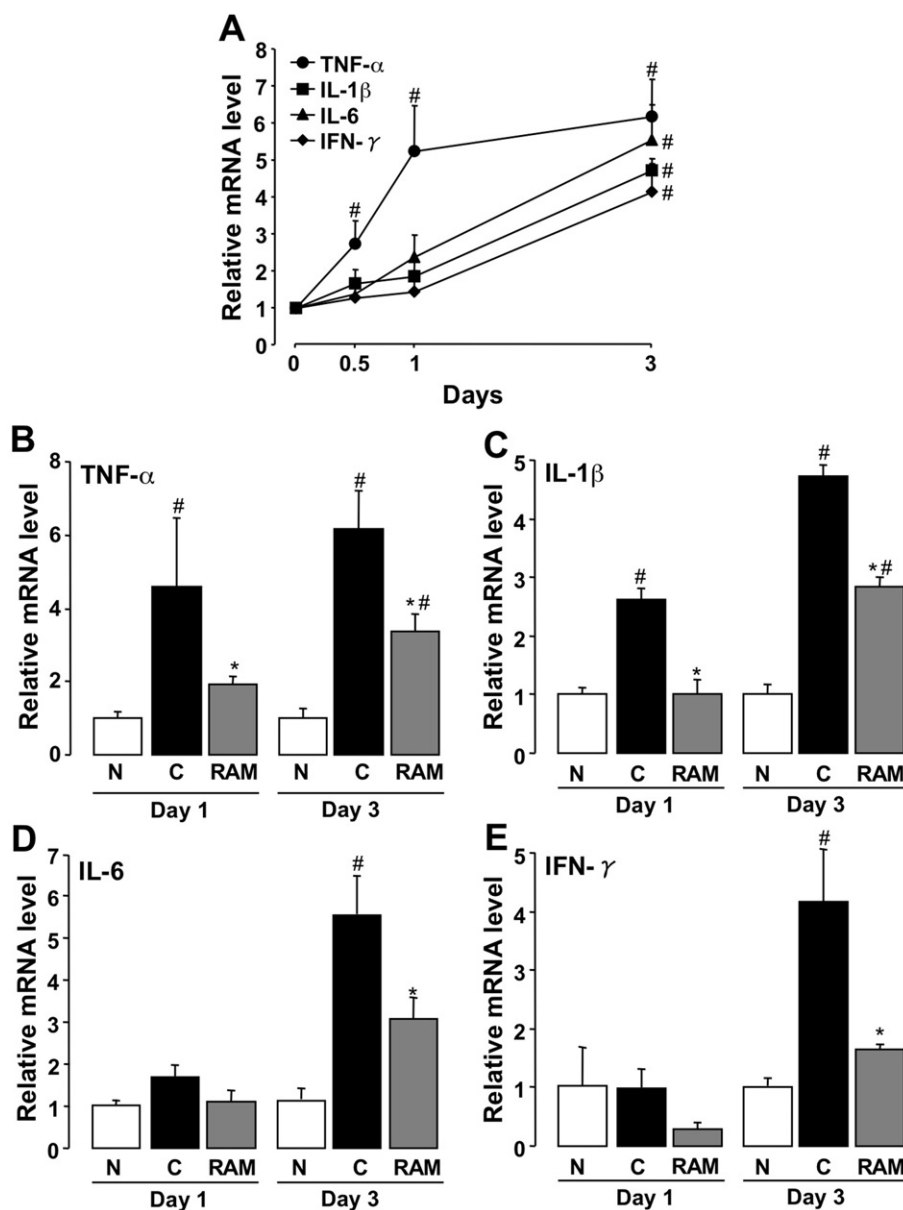 A
Relative mRNA level
8
7
6
5
4
3
2
1
0
TNF-α
IL-1β
IL-6
IFN-γ
#
#
#
#
#
#
0 0.5 1 3
Days
B
TNF-α
Relative mRNA level
8
6
4
2
0
#
*
#
*#
N C RAM N C RAM
Day 1 Day 3
C
IL-1β
Relative mRNA level
5
4
3
2
1
0
#
*
#
*#
N C RAM N C RAM
Day 1 Day 3
D
IL-6
Relative mRNA level
7
6
5
4
3
2
1
0
#
*
N C RAM N C RAM
Day 1 Day 3
E
IFN-γ
Relative mRNA level
5
4
3
2
1
0
#
*
N C RAM N C RAM
Day 1 Day 3